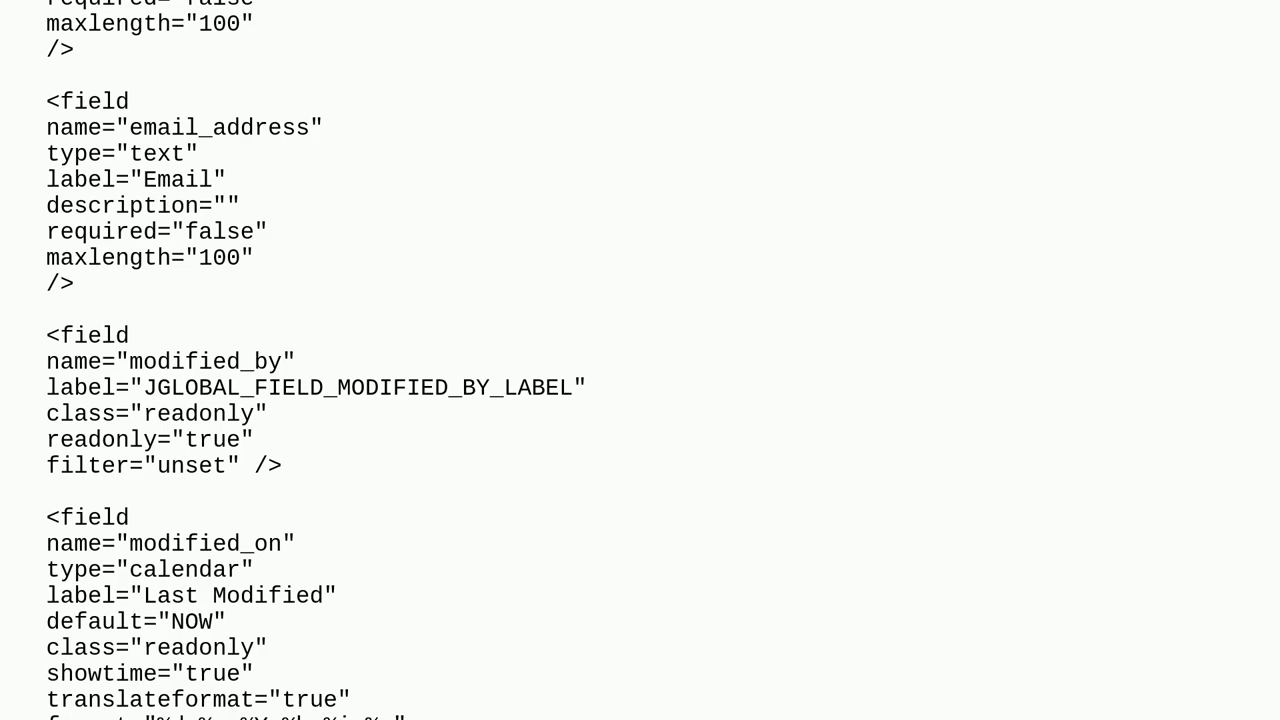 maxlength="100"
/>
<field
name="email_address"
type="text"
label="Email"
description=""
required="false"
maxlength="100"
/>
<field
name="modified_by"
label="JGLOBAL_FIELD_MODIFIED_BY_LABEL"
class="readonly"
readonly="true"
filter="unset" />
<field
name="modified_on"
type="calendar"
label="Last Modified"
default="NOW"
class="readonly"
showtime="true"
translateformat="true"